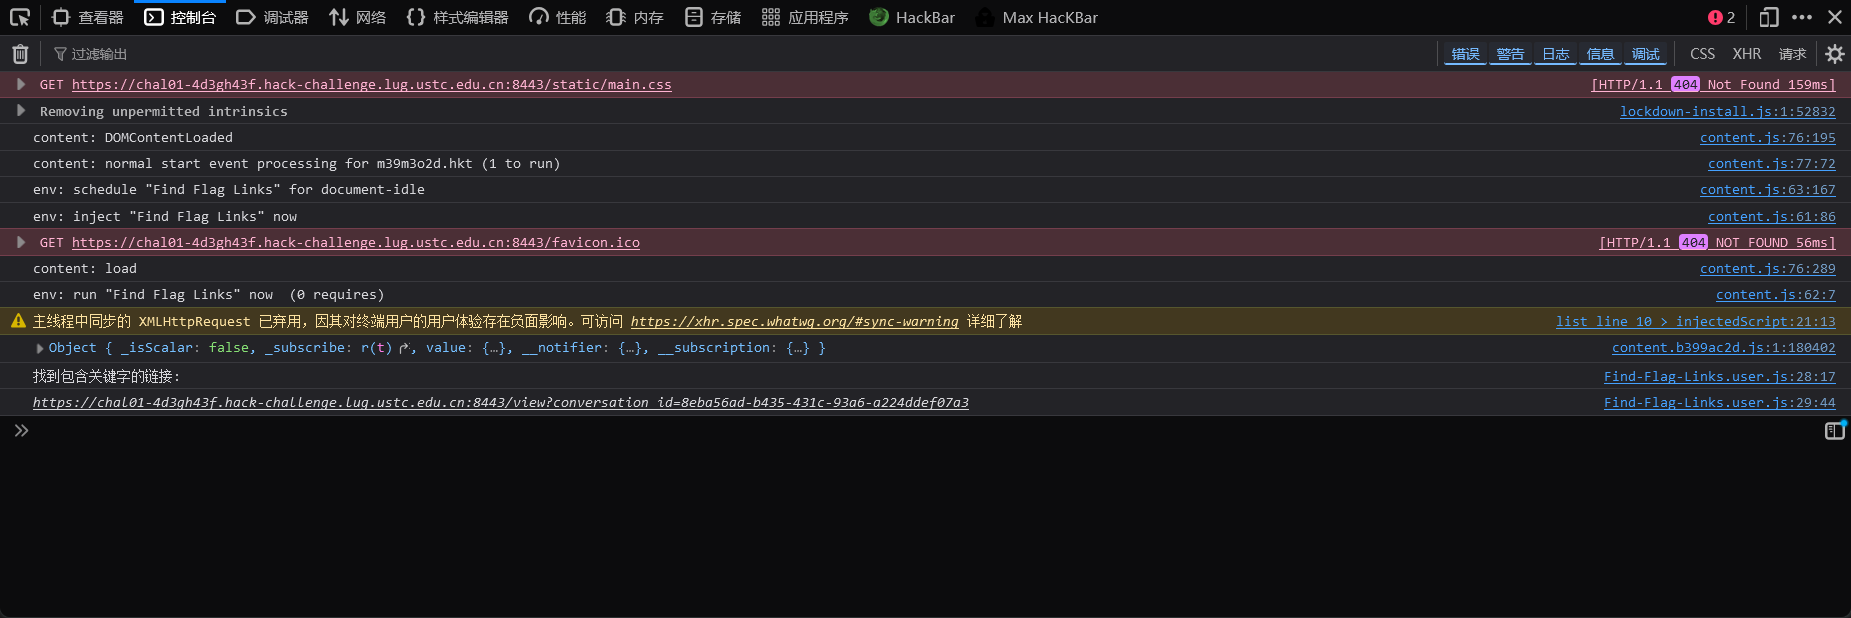 查看器 控制台 调试器 网络 样式编辑器 性能 内存 存储 应用程序 HackBar Max HacKBar 2
过滤输出 错误 警告 日志 信息 调试 CSS XHR 请求
GET https://chal01-4d3gh43f.hack-challenge.lug.ustc.edu.cn:8443/static/main.css [HTTP/1.1 404 Not Found 159ms]
Removing unpermitted intrinsics lockdown-install.js:1:52832
content: DOMContentLoaded content.js:76:195
content: normal start event processing for m39m3o2d.hkt (1 to run) content.js:77:72
env: schedule "Find Flag Links" for document-idle content.js:63:167
env: inject "Find Flag Links" now content.js:61:86
GET https://chal01-4d3gh43f.hack-challenge.lug.ustc.edu.cn:8443/favicon.ico [HTTP/1.1 404 NOT FOUND 56ms]
content: load content.js:76:289
env: run "Find Flag Links" now (0 requires) content.js:62:7
主线程中同步的 XMLHttpRequest 已弃用，因其对终端用户的用户体验存在负面影响。可访问 https://xhr.spec.whatwg.org/#sync-warning 详细了解 list line 10 > injectedScript:21:13
Object { _isScalar: false, _subscribe: r(t), value: {…}, __notifier: {…}, __subscription: {…} } content.b399ac2d.js:1:180402
找到包含关键字的链接: Find-Flag-Links.user.js:28:17
https://chal01-4d3gh43f.hack-challenge.lug.ustc.edu.cn:8443/view?conversation_id=8eba56ad-b435-431c-93a6-a224ddef07a3 Find-Flag-Links.user.js:29:44